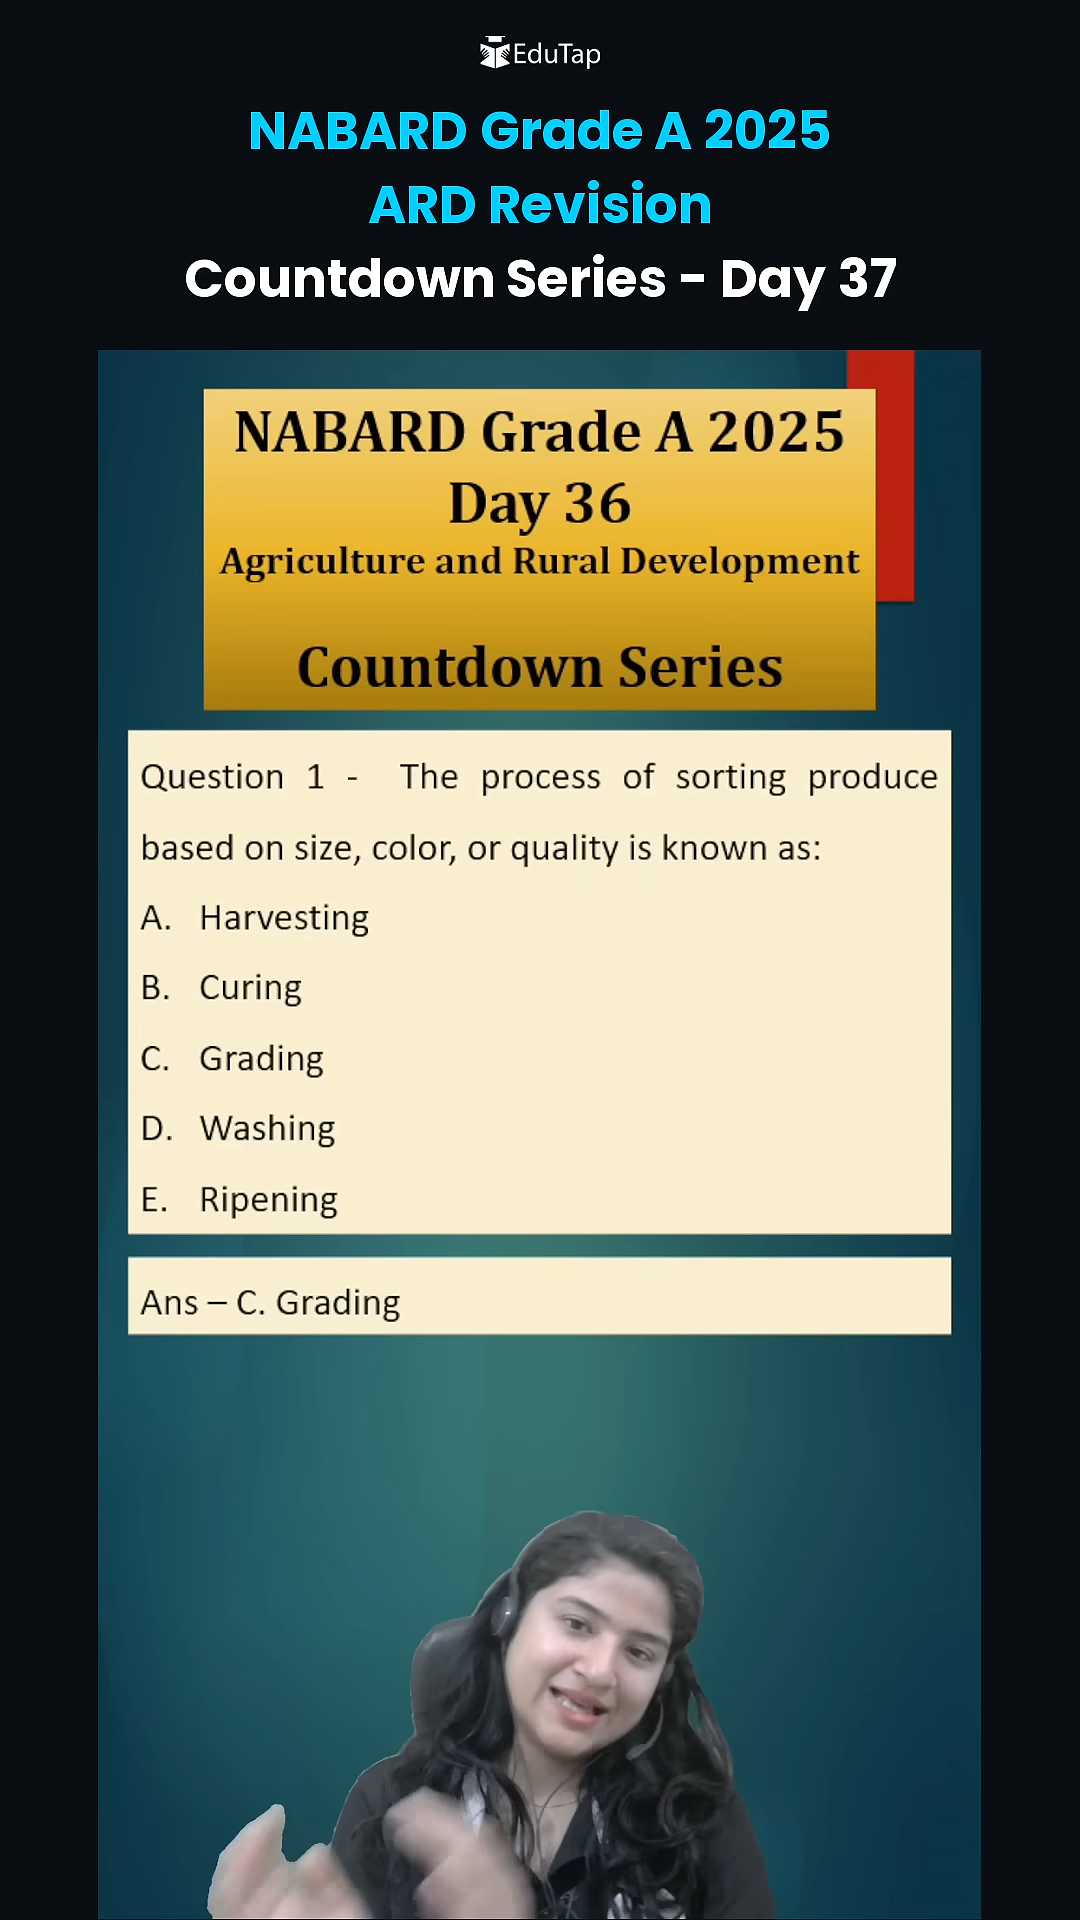 EduTap
NABARD Grade A 2025
ARD Revision
Countdown Series - Day 37
NABARD Grade A 2025
Day 36
Agriculture and Rural Development
Countdown Series
Question 1 - The process of sorting produce
based on size, color, or quality is known as:
A. Harvesting
B. Curing
C. Grading
D. Washing
E. Ripening
Ans – C. Grading